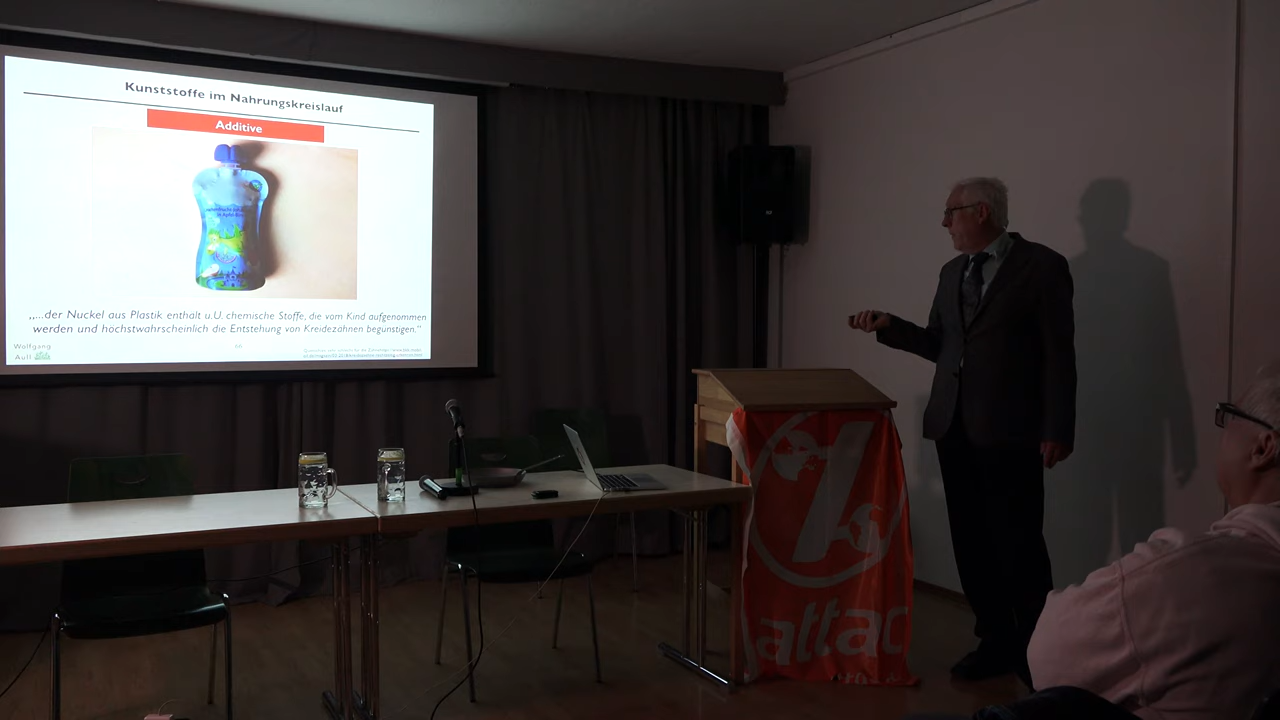 Kunststoffe im Nahrungskreislauf
Additive
„...der Nuckel aus Plastik enthält u.U. chemische Stoffe, die vom Kind aufgenommen
werden und höchstwahrscheinlich die Entstehung von Kreidezähnen begünstigen.“
Wolfgang
Aull
attac